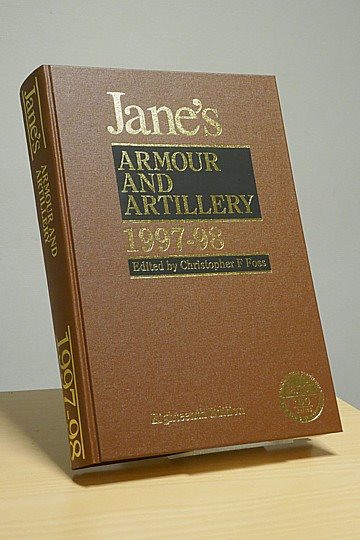 Jane's
ARMOUR
AND
ARTILLERY
1997-98
Edited by Christopher F Foss
Eighteenth Edition
Jane's
ARMOUR AND
ARTILLERY
1997-98